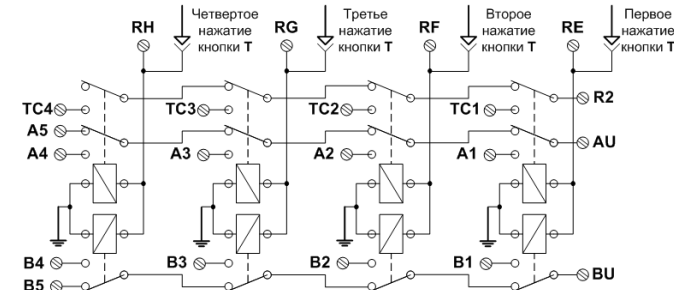 RH Четвертое нажатие кнопки T
RG Третье нажатие кнопки T
RF Второе нажатие кнопки T
RE Первое нажатие кнопки T
TC4 TC3 TC2 TC1 R2
A5 AU
A4 A3 A2 A1
B4 B3 B2 B1
B5 BU